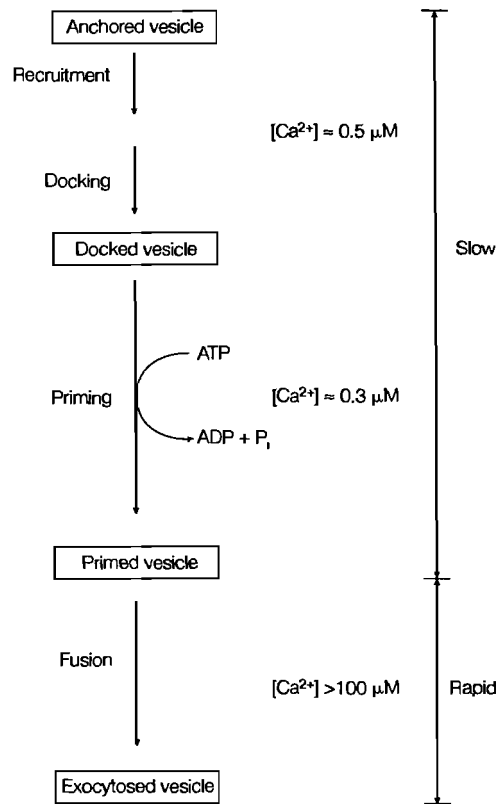 Anchored vesicle
Recruitment
[Ca²⁺] ≈ 0.5 µM
Docking
Docked vesicle
Slow
ATP
Priming
[Ca²⁺] ≈ 0.3 µM
ADP + Pᵢ
Primed vesicle
Fusion
[Ca²⁺] >100 µM
Rapid
Exocytosed vesicle